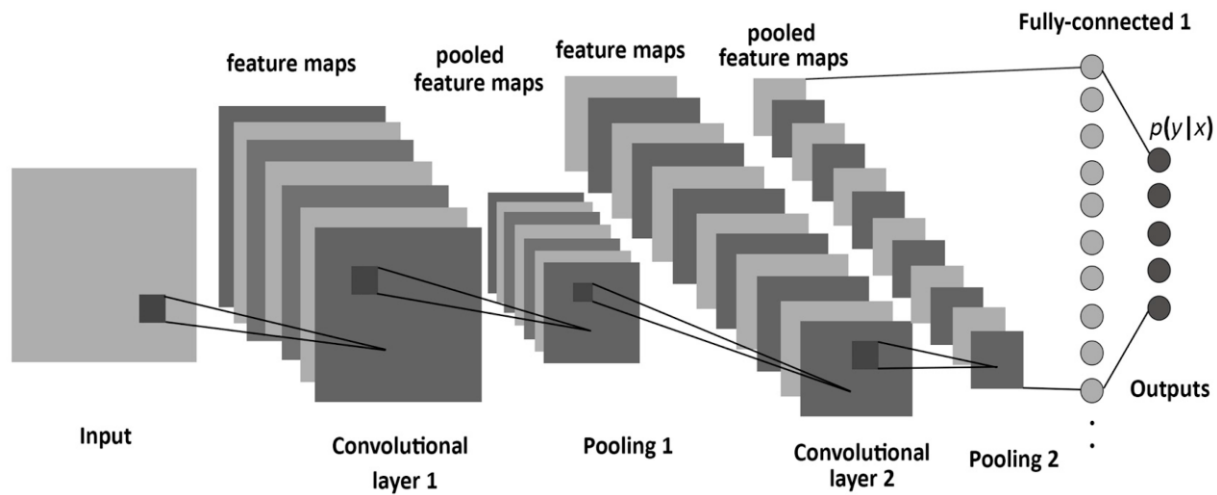 feature maps
pooled
feature maps
feature maps
pooled
feature maps
Fully-connected 1
p(y|x)
Outputs
Input
Convolutional
layer 1
Pooling 1
Convolutional
layer 2
Pooling 2